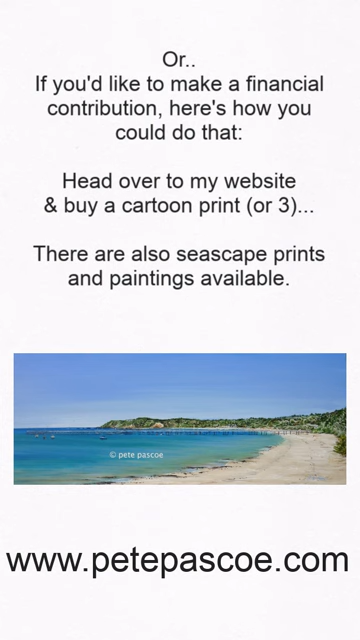 Or..
If you'd like to make a financial
contribution, here's how you
could do that:
Head over to my website
& buy a cartoon print (or 3)...
There are also seascape prints
and paintings available.
© pete pascoe
www.petepascoe.com